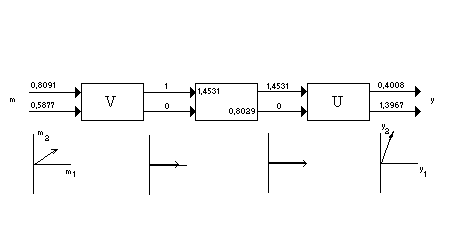 0,8091 1 1,4531 0,4008
m V 1,4531 U y
0,5877 0 0,8029 0 1,3967
m2 y2
m1 y1